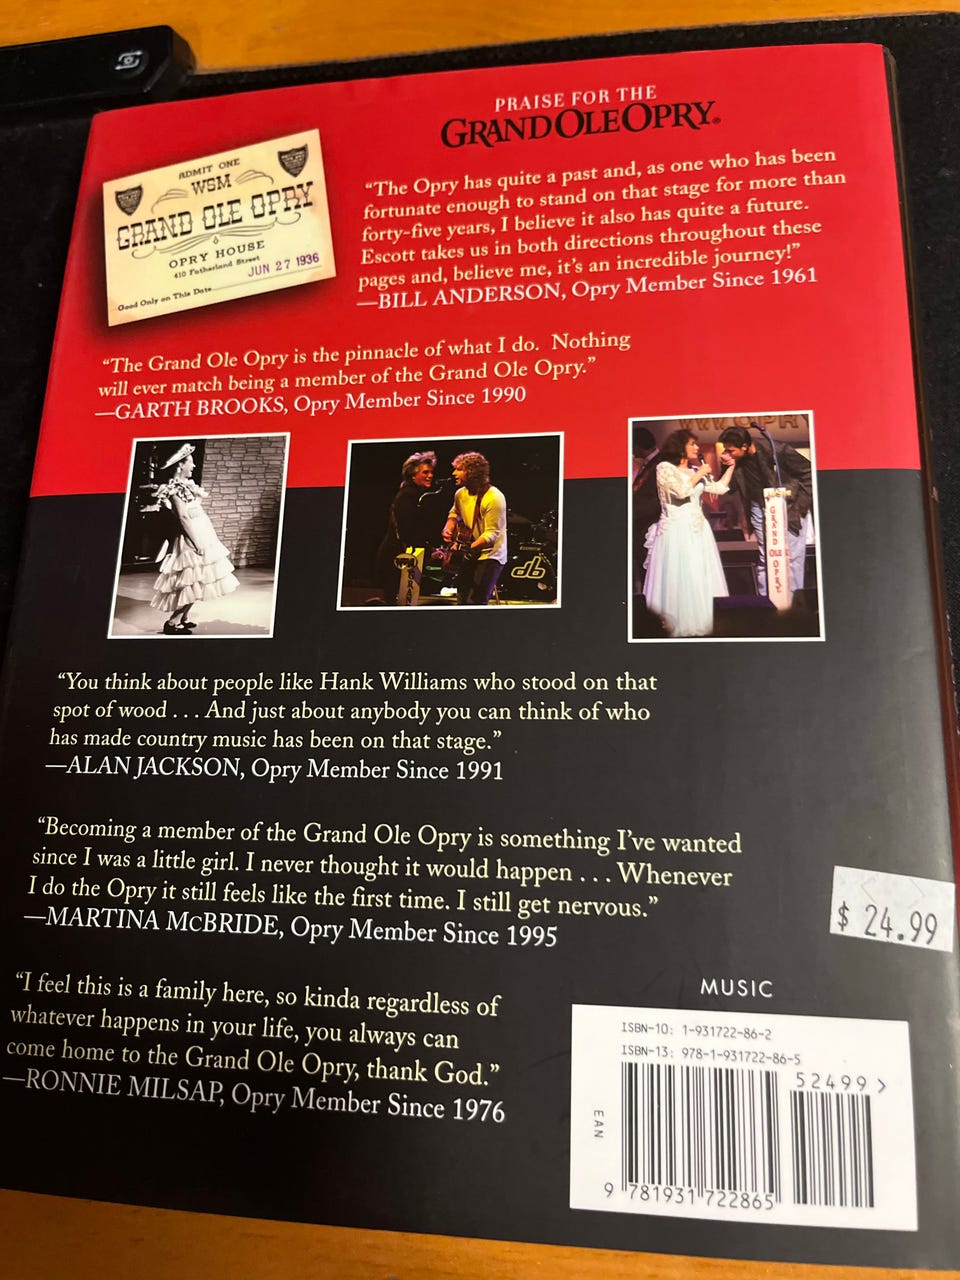 PRAISE FOR THE
GRAND OLE OPRY®
ADMIT ONE
WSM
GRAND OLE OPRY
OPRY HOUSE
410 Fatherland Street
JUN 27 1936
Good Only on This Date
“The Opry has quite a past and, as one who has been
fortunate enough to stand on that stage for more than
forty-five years, I believe it also has quite a future.
Escott takes us in both directions throughout these
pages and, believe me, it’s an incredible journey!”
—BILL ANDERSON, Opry Member Since 1961
“The Grand Ole Opry is the pinnacle of what I do. Nothing
will ever match being a member of the Grand Ole Opry.”
—GARTH BROOKS, Opry Member Since 1990
db
GRAND
OLE
OPRY
“You think about people like Hank Williams who stood on that
spot of wood . . . And just about anybody you can think of who
has made country music has been on that stage.”
—ALAN JACKSON, Opry Member Since 1991
“Becoming a member of the Grand Ole Opry is something I’ve wanted
since I was a little girl. I never thought it would happen . . . Whenever
I do the Opry it still feels like the first time. I still get nervous.”
—MARTINA McBRIDE, Opry Member Since 1995
$ 24.99
“I feel this is a family here, so kinda regardless of
whatever happens in your life, you always can
come home to the Grand Ole Opry, thank God.”
—RONNIE MILSAP, Opry Member Since 1976
MUSIC
ISBN-10: 1-931722-86-2
ISBN-13: 978-1-931722-86-5
52499>
EAN
9 781931 722865